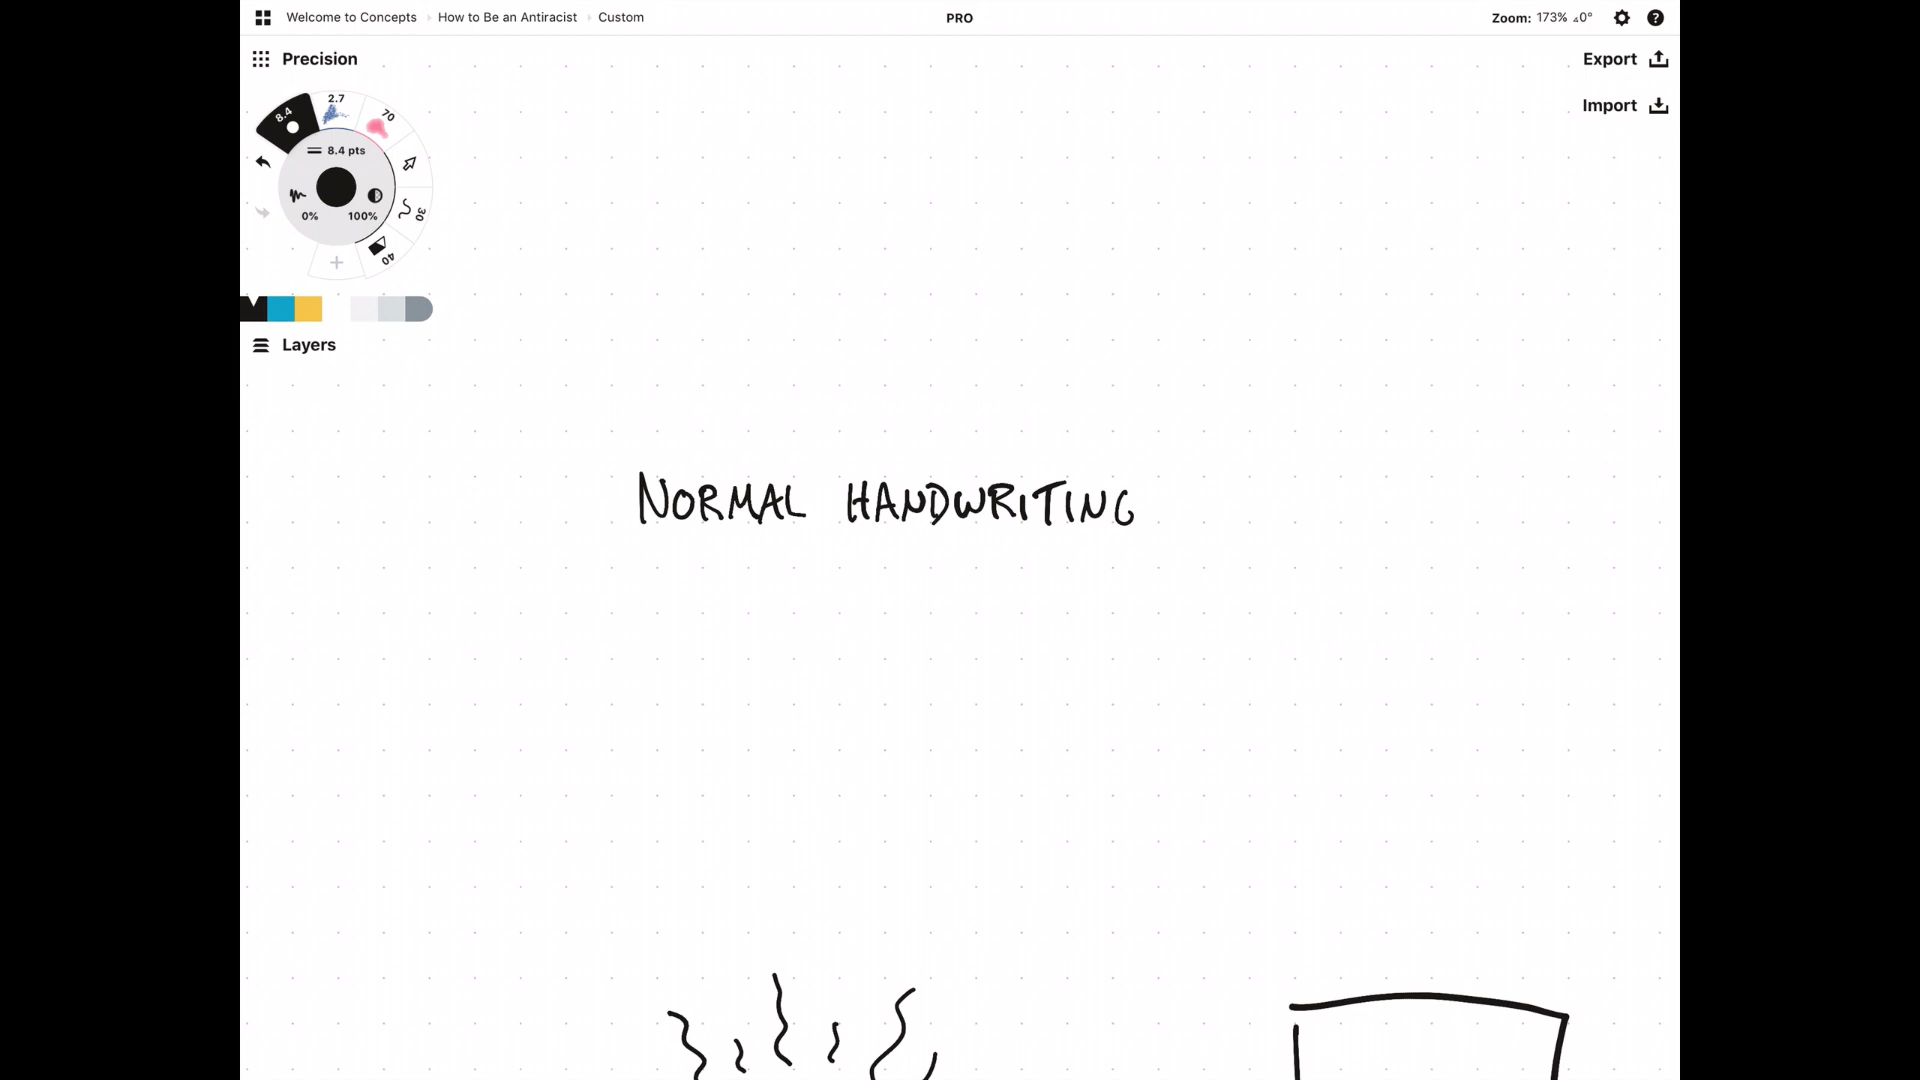 Welcome to Concepts How to Be an Antiracist Custom PRO Zoom: 173% ⊿0°
Precision
Export
Import
8.4
2.7
70
8.4 pts
30
0% 100%
40
Layers
NORMAL HANDWRITING